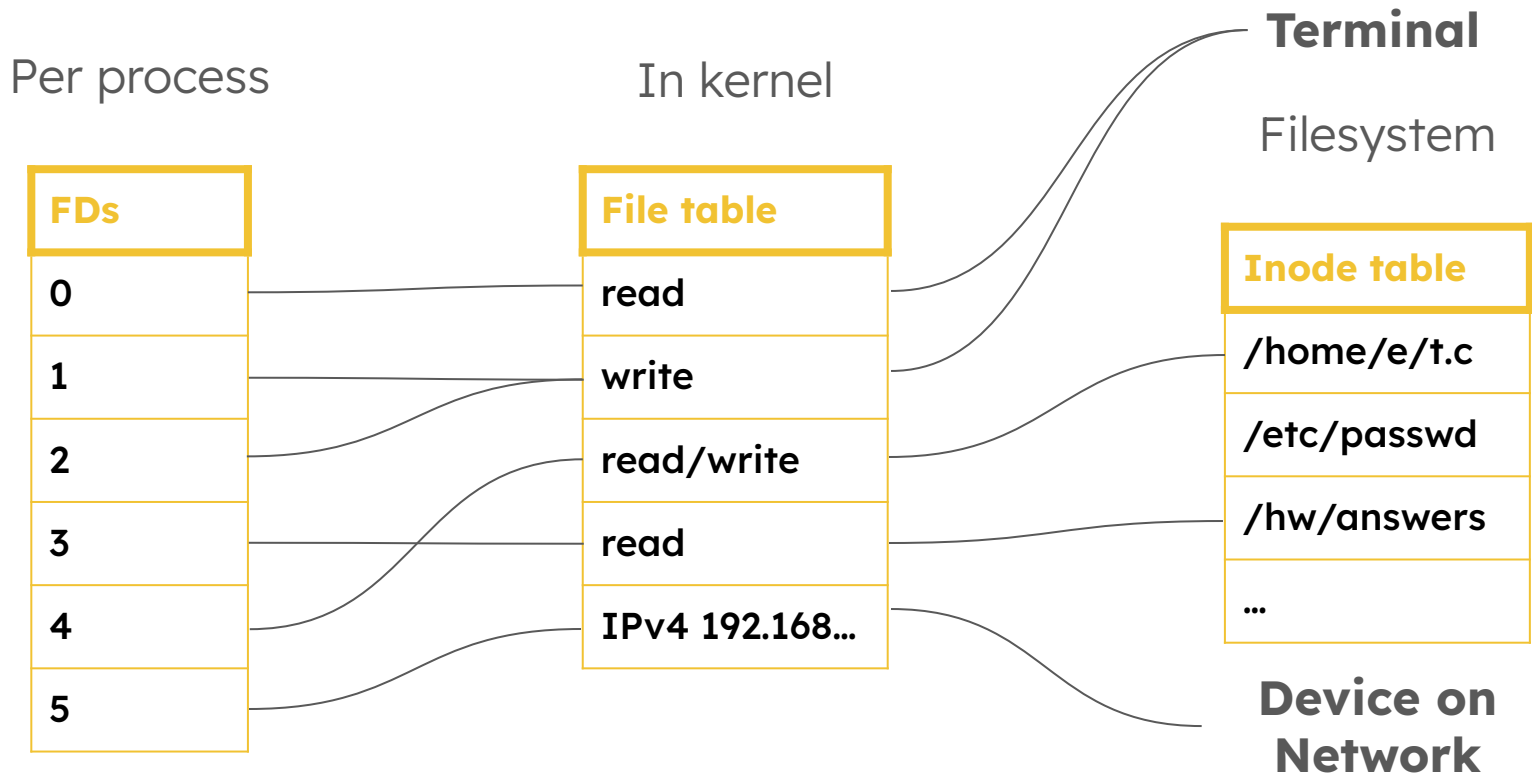 Per process
In kernel
Terminal
Filesystem
FDs
0
1
2
3
4
5
File table
read
write
read/write
read
IPv4 192.168...
Inode table
/home/e/t.c
/etc/passwd
/hw/answers
...
Device on
Network